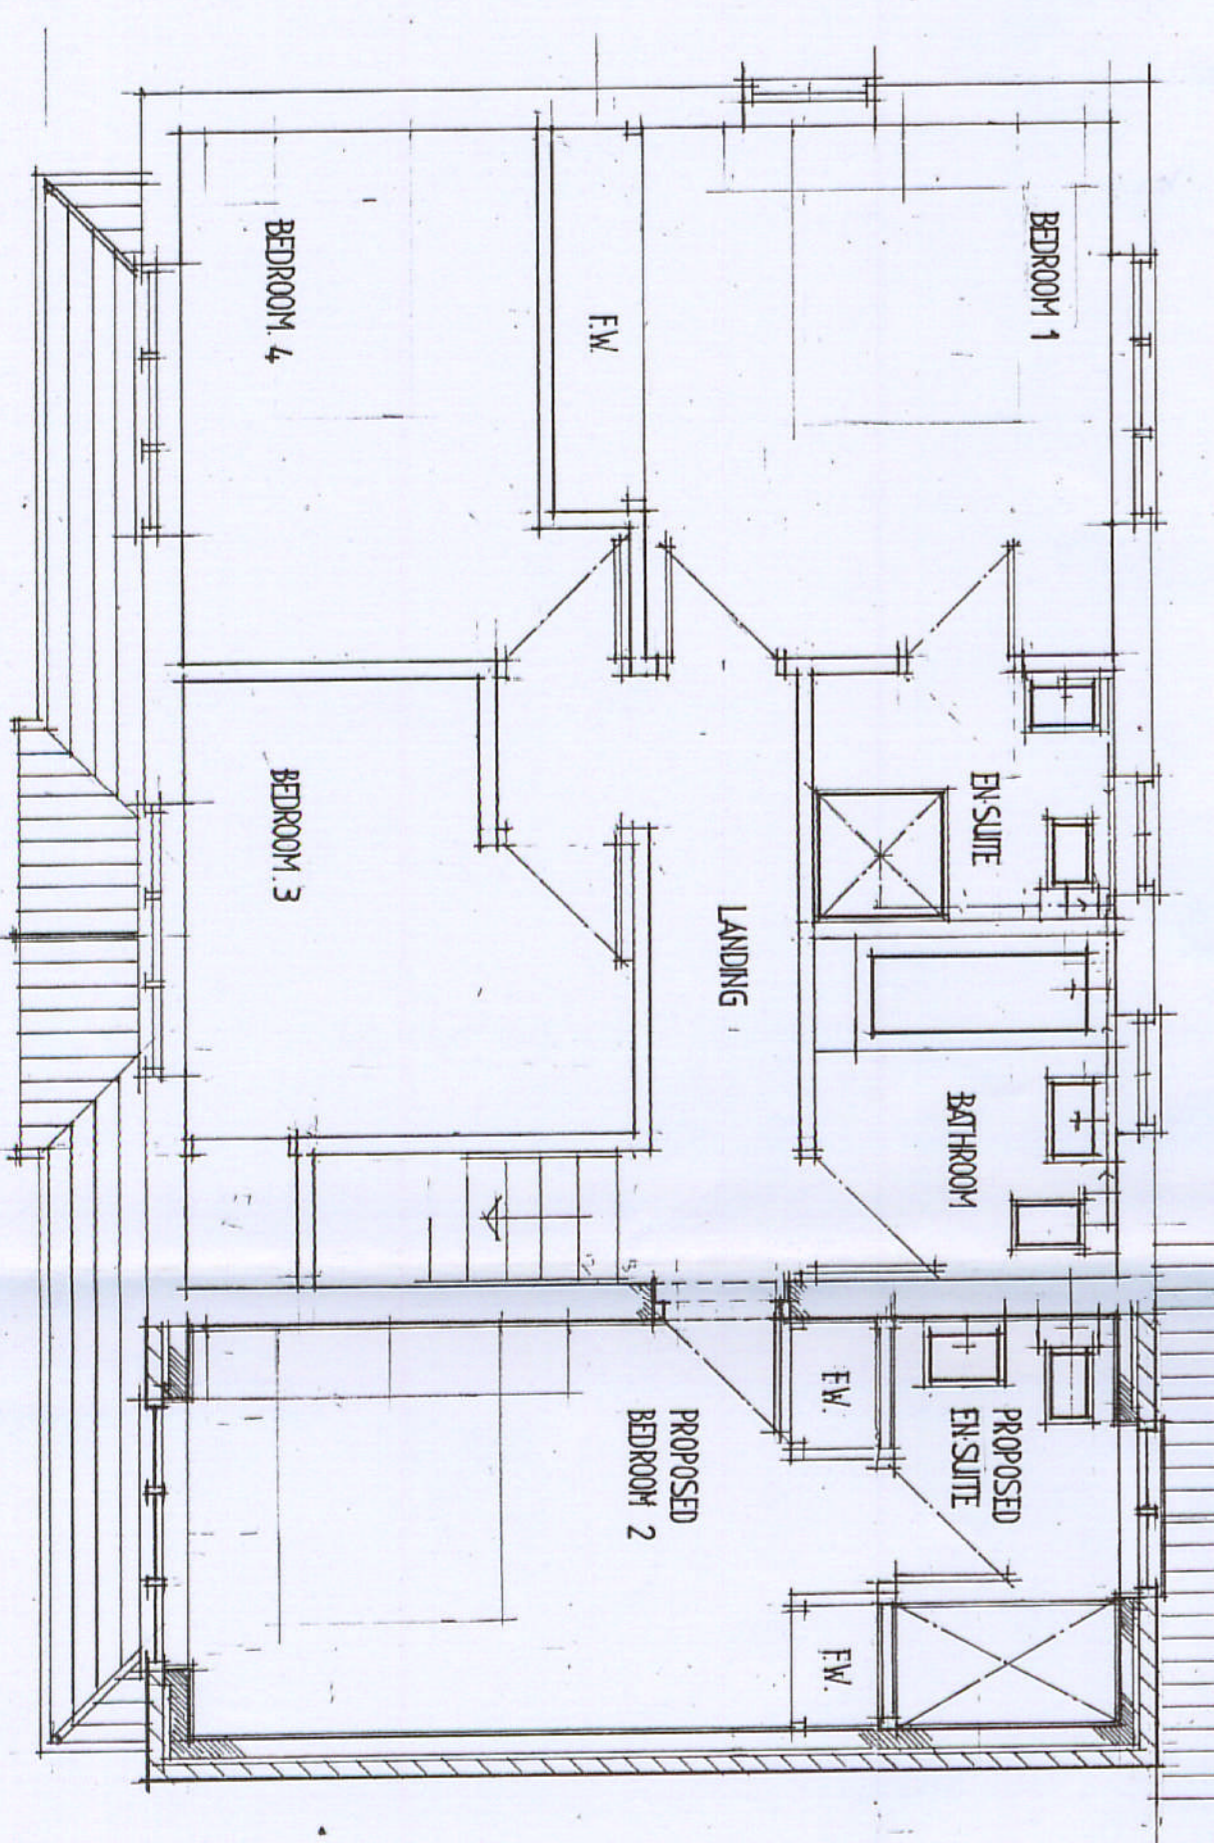 BEDROOM 1
EN-SUITE
BATHROOM
PROPOSED
EN-SUITE
F.W.
LANDING
F.W.
PROPOSED
BEDROOM 2
F.W.
BEDROOM. 4
BEDROOM. 3